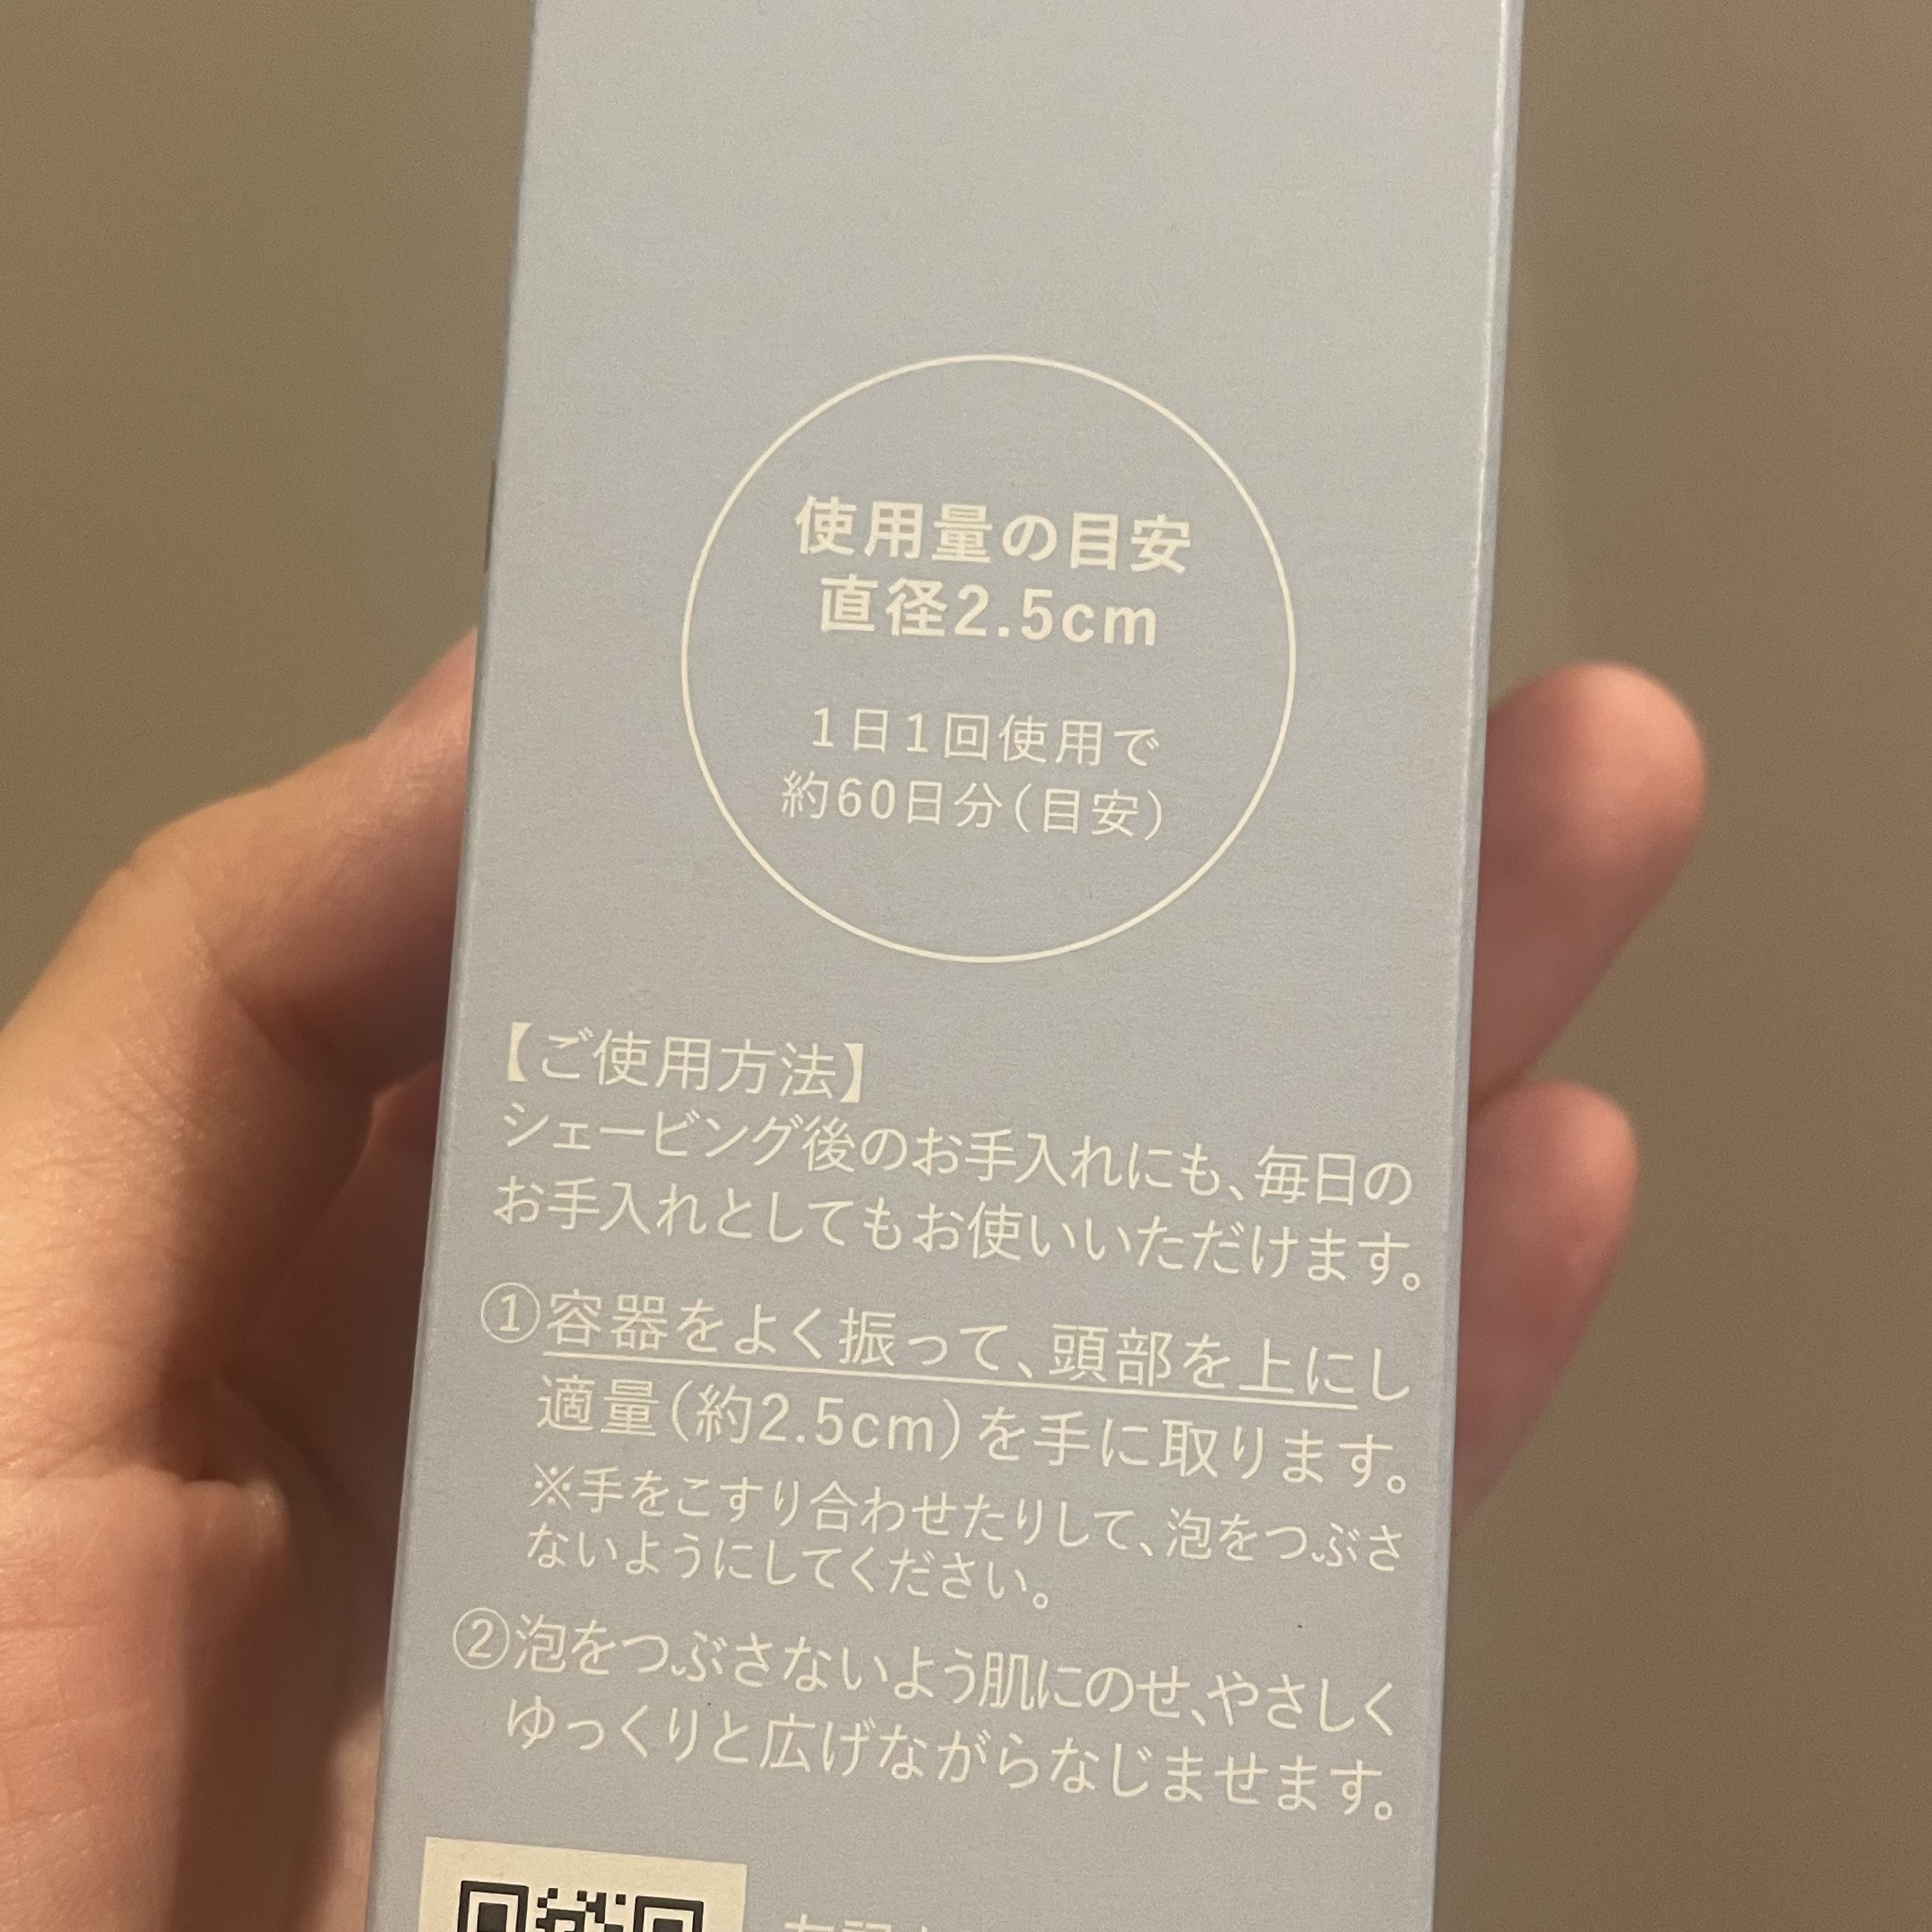 使用量の目安
直径2.5cm
1日1回使用で
約60日分(目安)
【ご使用方法】
シェービング後のお手入れにも、毎日の
お手入れとしてもお使いいただけます。
①容器をよく振って、頭部を上にし
適量(約2.5cm)を手に取ります。
※手をこすり合わせたりして、泡をつぶさ
ないようにしてください。
②泡をつぶさないよう肌にのせ、やさしく
ゆっくりと広げながらなじませます。